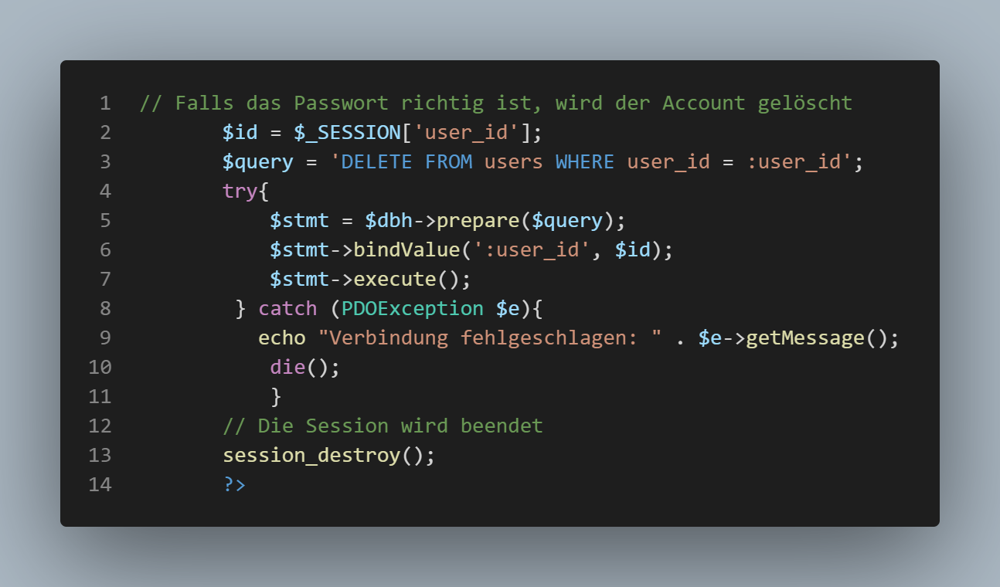 1 // Falls das Passwort richtig ist, wird der Account gelöscht
2 $id = $_SESSION['user_id'];
3 $query = 'DELETE FROM users WHERE user_id = :user_id';
4 try{
5 $stmt = $dbh->prepare($query);
6 $stmt->bindValue(':user_id', $id);
7 $stmt->execute();
8 } catch (PDOException $e){
9 echo "Verbindung fehlgeschlagen: " . $e->getMessage();
10 die();
11 }
12 // Die Session wird beendet
13 session_destroy();
14 ?>